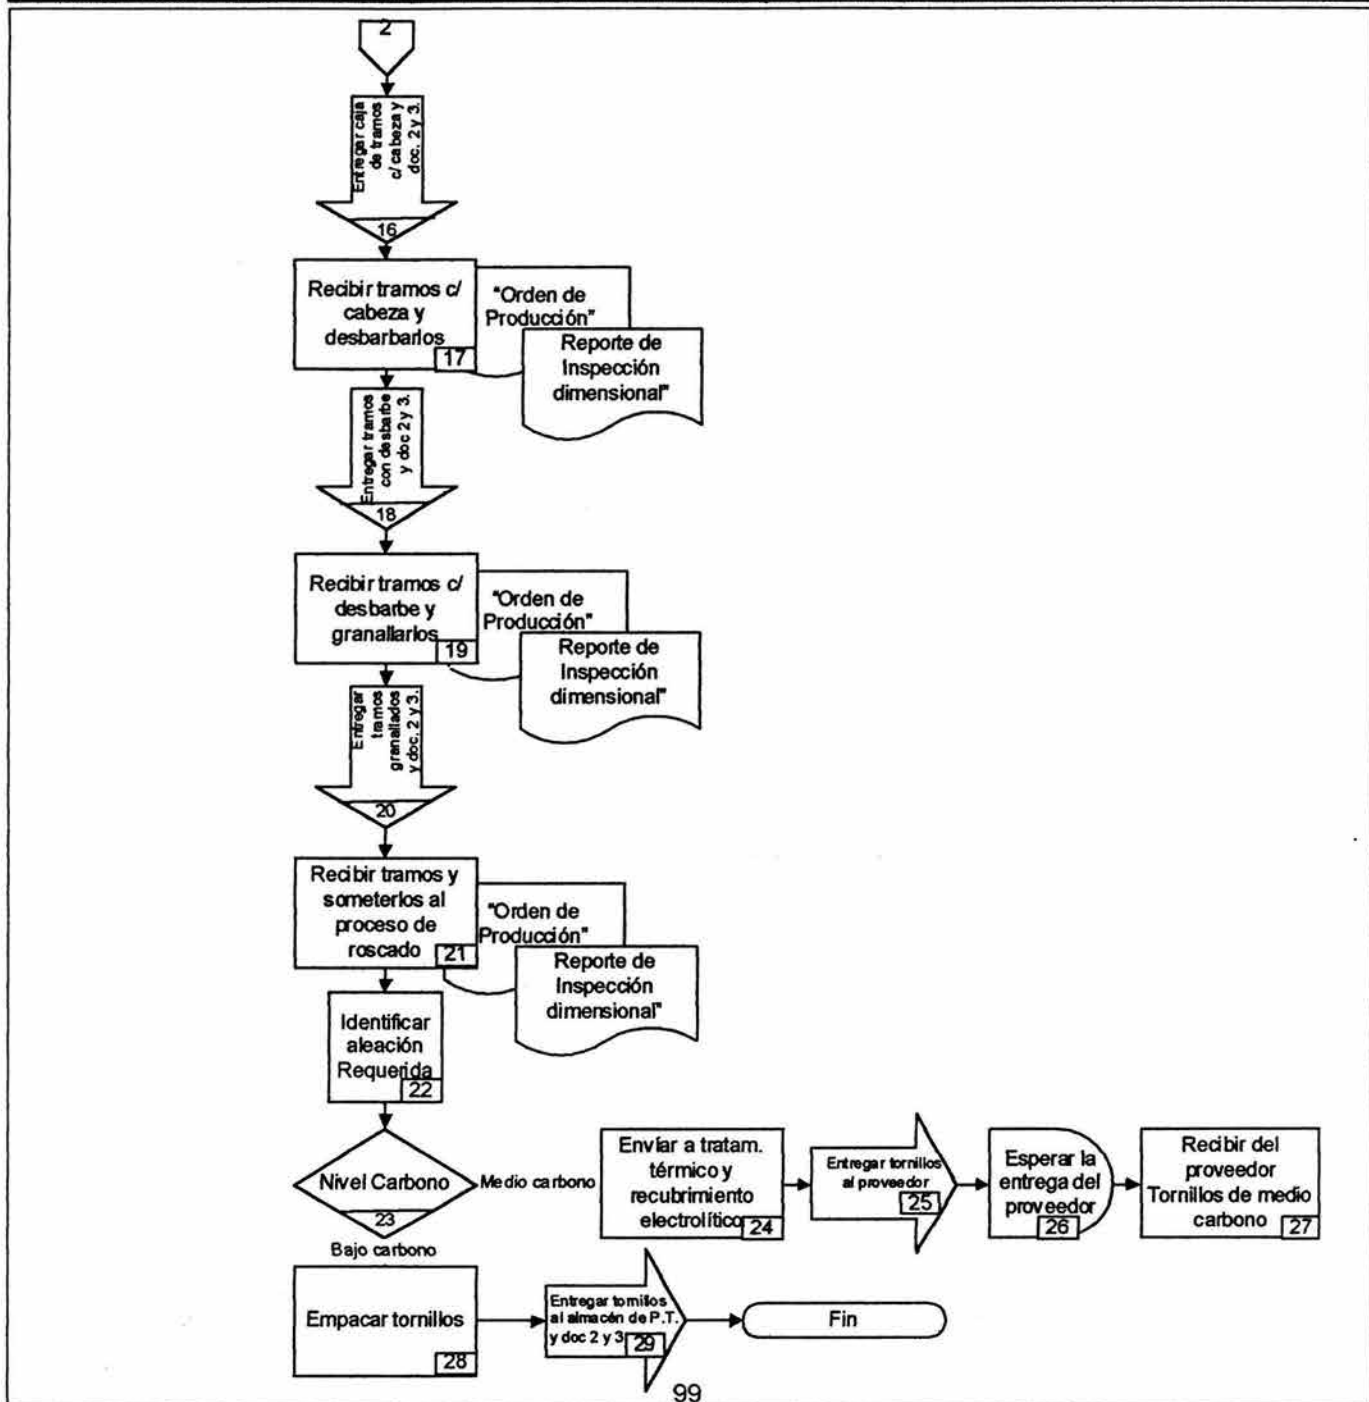 2
Entregar caja
de tramos
c/ cabeza y
doc. 2 y 3.
16
Recibir tramos c/
cabeza y
desbarbarlos
17
"Orden de
Producción"
Reporte de
Inspección
dimensional"
Entregar tramos
con desbarbe
y doc 2 y 3.
18
Recibir tramos c/
desbarbe y
granallarlos
19
"Orden de
Producción"
Reporte de
Inspección
dimensional"
Entregar
tramos
granallados
y doc. 2 y 3.
20
Recibir tramos y
someterlos al
proceso de
roscado
21
"Orden de
Producción"
Reporte de
Inspección
dimensional"
Identificar
aleación
Requerida
22
Nivel Carbono
23
Medio carbono
Envíar a tratam.
térmico y
recubrimiento
electrolítico
24
Entregar tornillos
al proveedor
25
Esperar la
entrega del
proveedor
26
Recibir del
proveedor
Tornillos de medio
carbono
27
Bajo carbono
Empacar tornillos
28
Entregar tornillos
al almacén de P.T.
y doc 2 y 3
29
Fin
99